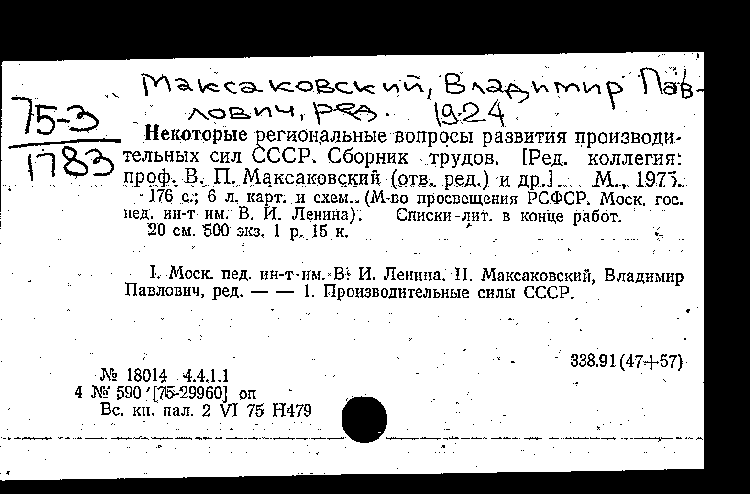 Максаковский, Владимир Пав-
лович, ред. 1924
75-3
1783
Некоторые региональные вопросы развития производи-
тельных сил СССР. Сборник трудов. [Ред. коллегия:
проф. В. П. Максаковский (отв. ред.) и др.]. М., 1975.
176 с.; 6 л. карт. и схем. (М-во просвещения РСФСР. Моск. гос.
пед. ин-т им. В. И. Ленина). Списки лит. в конце работ.
20 см. 500 экз. 1 р. 15 к.
I. Моск. пед. ин-т им. В. И. Ленина. II. Максаковский, Владимир
Павлович, ред. — — 1. Производительные силы СССР.
338.91(47+57)
№ 18014 4.4.1.1
4 № 590 [75-29960] оп
Вс. кн. пал. 2 VI 75 Н479